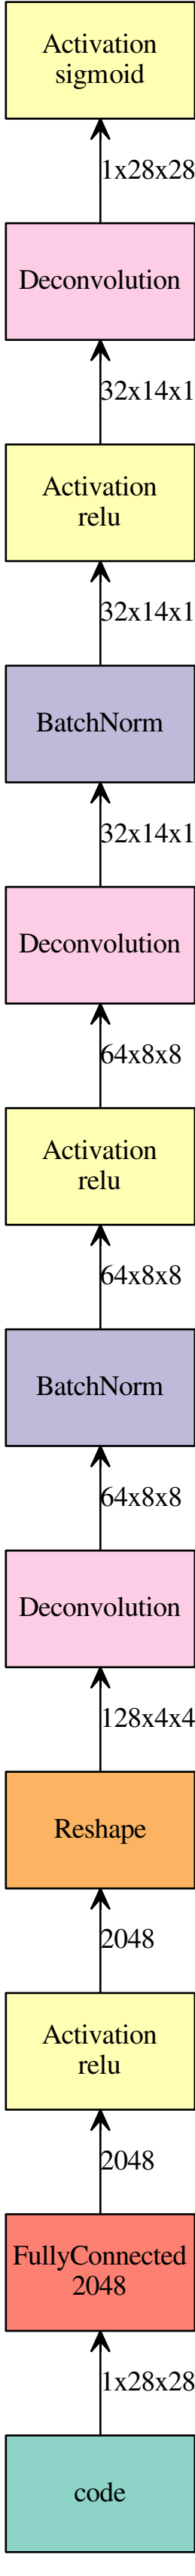 Activation
sigmoid
1x28x28
Deconvolution
32x14x1
Activation
relu
32x14x1
BatchNorm
32x14x1
Deconvolution
64x8x8
Activation
relu
64x8x8
BatchNorm
64x8x8
Deconvolution
128x4x4
Reshape
2048
Activation
relu
2048
FullyConnected
2048
1x28x28
code